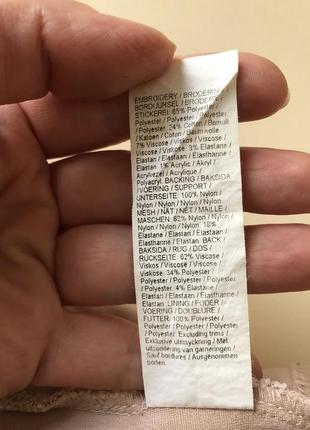 EMBROIDERY / BRODERI /
BORDUURSEL / BRODERIE /
STICKEREI: 65% Polyester /
Polyester / Polyester / Polyester /
Polyester. 24% Cotton / Bomull
/ Katoen / Coton / Baumwolle.
7% Viscose / Viskos / Viscose /
Viscose / Viskose. 3% Elastane /
Elastan / Elastaan / Elasthanne /
Elastan. 1% Acrylic / Akryl /
Acrylvezel / Acrylique /
Polyacryl. BACKING / BAKSIDA
/ VOERING / SUPPORT /
UNTERSEITE: 100% Nylon /
Nylon / Nylon / Nylon / Nylon.
MESH / NÄT / NET / MAILLE /
MASCHEN: 82% Nylon / Nylon
/ Nylon / Nylon / Nylon. 18%
Elastane / Elastan / Elastaan /
Elasthanne / Elastan. BACK /
BAKSIDA / RUG / DOS /
RÜCKSEITE: 62% Viscose /
Viskos / Viscose / Viscose /
Viskose. 34% Polyester /
Polyester / Polyester / Polyester
/ Polyester. 4% Elastane /
Elastan / Elastaan / Elasthanne /
Elastan. LINING / FODER /
VOERING / DOUBLURE /
FUTTER: 100% Polyester /
Polyester / Polyester / Polyester
/ Polyester. Excluding trims /
Exklusive utsmyckning / Met
uitzondering van garneringen /
Sauf bordures / Ausgenommen
borten.